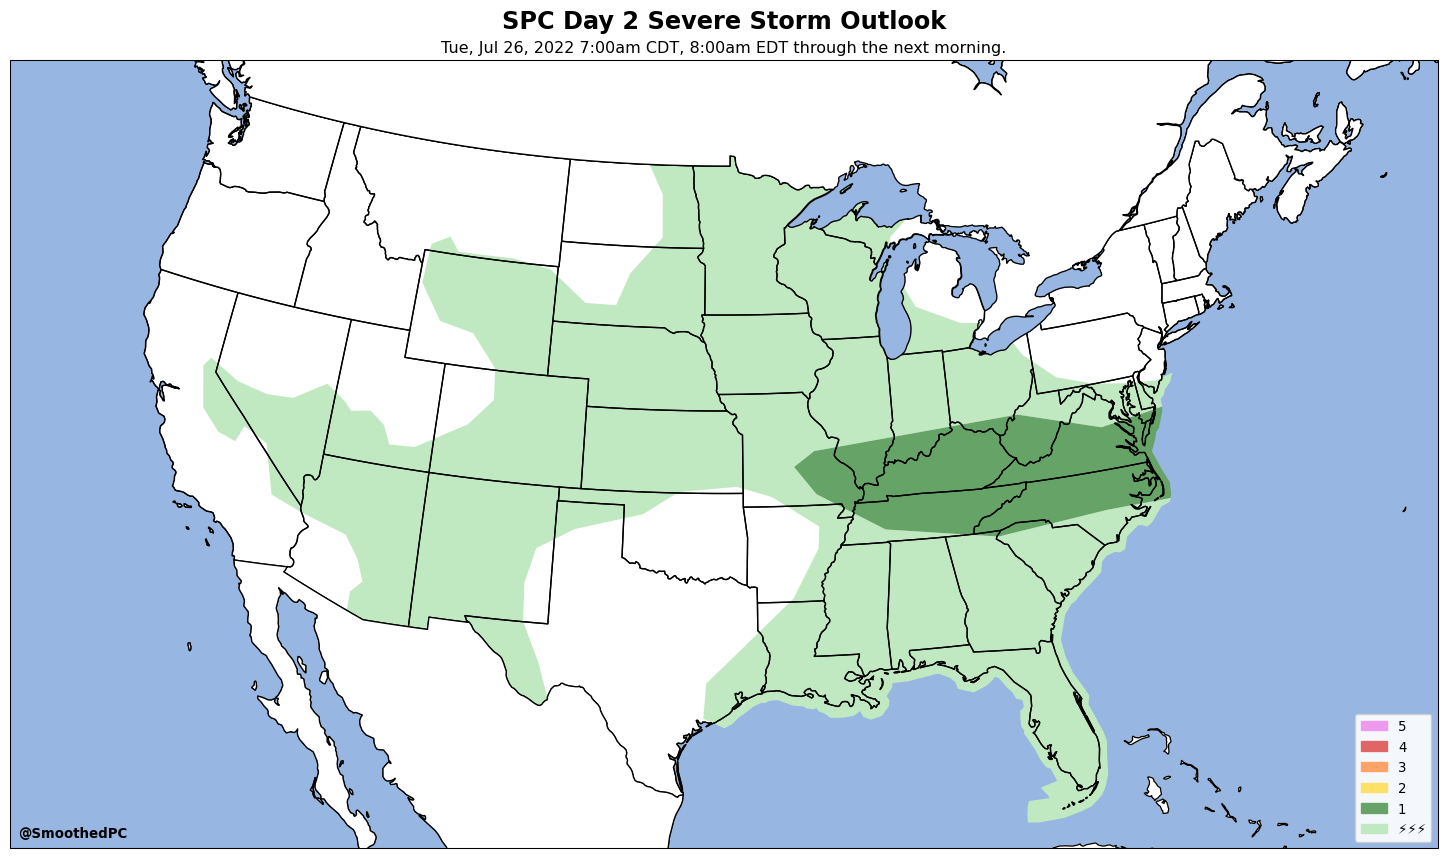 SPC Day 2 Severe Storm Outlook
Tue, Jul 26, 2022 7:00am CDT, 8:00am EDT through the next morning.
5
4
3
2
1
⚡⚡⚡
@SmoothedPC